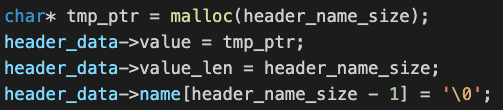 char* tmp_ptr = malloc(header_name_size);
header_data->value = tmp_ptr;
header_data->value_len = header_name_size;
header_data->name[header_name_size - 1] = '\0';